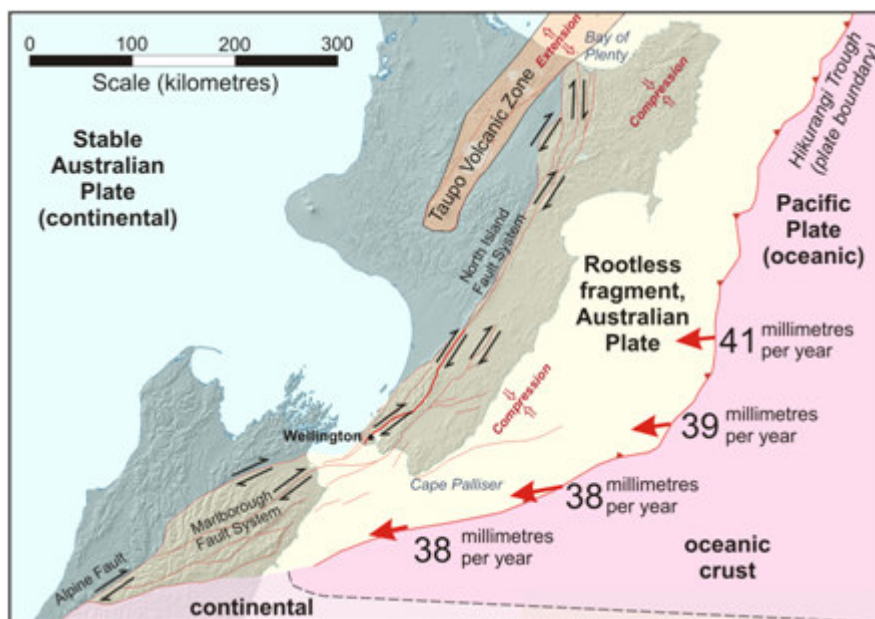 0 100 200 300
Scale (kilometres)
Stable
Australian
Plate
(continental)
Extension
Bay of
Plenty
Compression
Taupo Volcanic Zone
Hikurangi Trough
(plate boundary)
Pacific
Plate
(oceanic)
North Island
Fault System
Rootless
fragment,
Australian
Plate
41 millimetres
per year
Compression
39 millimetres
per year
Wellington
Cape Palliser
38 millimetres
per year
Marlborough
Fault System
38 millimetres
per year
Alpine Fault
oceanic
crust
continental